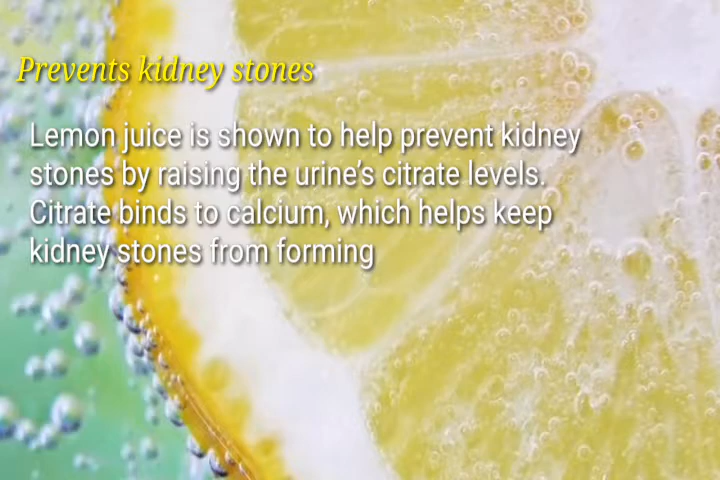 Prevents kidney stones
Lemon juice is shown to help prevent kidney
stones by raising the urine’s citrate levels.
Citrate binds to calcium, which helps keep
kidney stones from forming